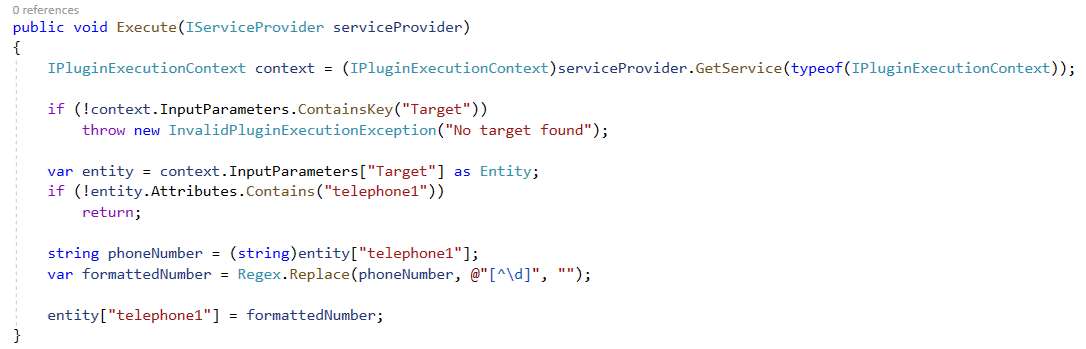 0 references
public void Execute(IServiceProvider serviceProvider)
{
IPluginExecutionContext context = (IPluginExecutionContext)serviceProvider.GetService(typeof(IPluginExecutionContext));
if (!context.InputParameters.ContainsKey("Target"))
throw new InvalidPluginExecutionException("No target found");
var entity = context.InputParameters["Target"] as Entity;
if (!entity.Attributes.Contains("telephone1"))
return;
string phoneNumber = (string)entity["telephone1"];
var formattedNumber = Regex.Replace(phoneNumber, @"[^\d]", "");
entity["telephone1"] = formattedNumber;
}